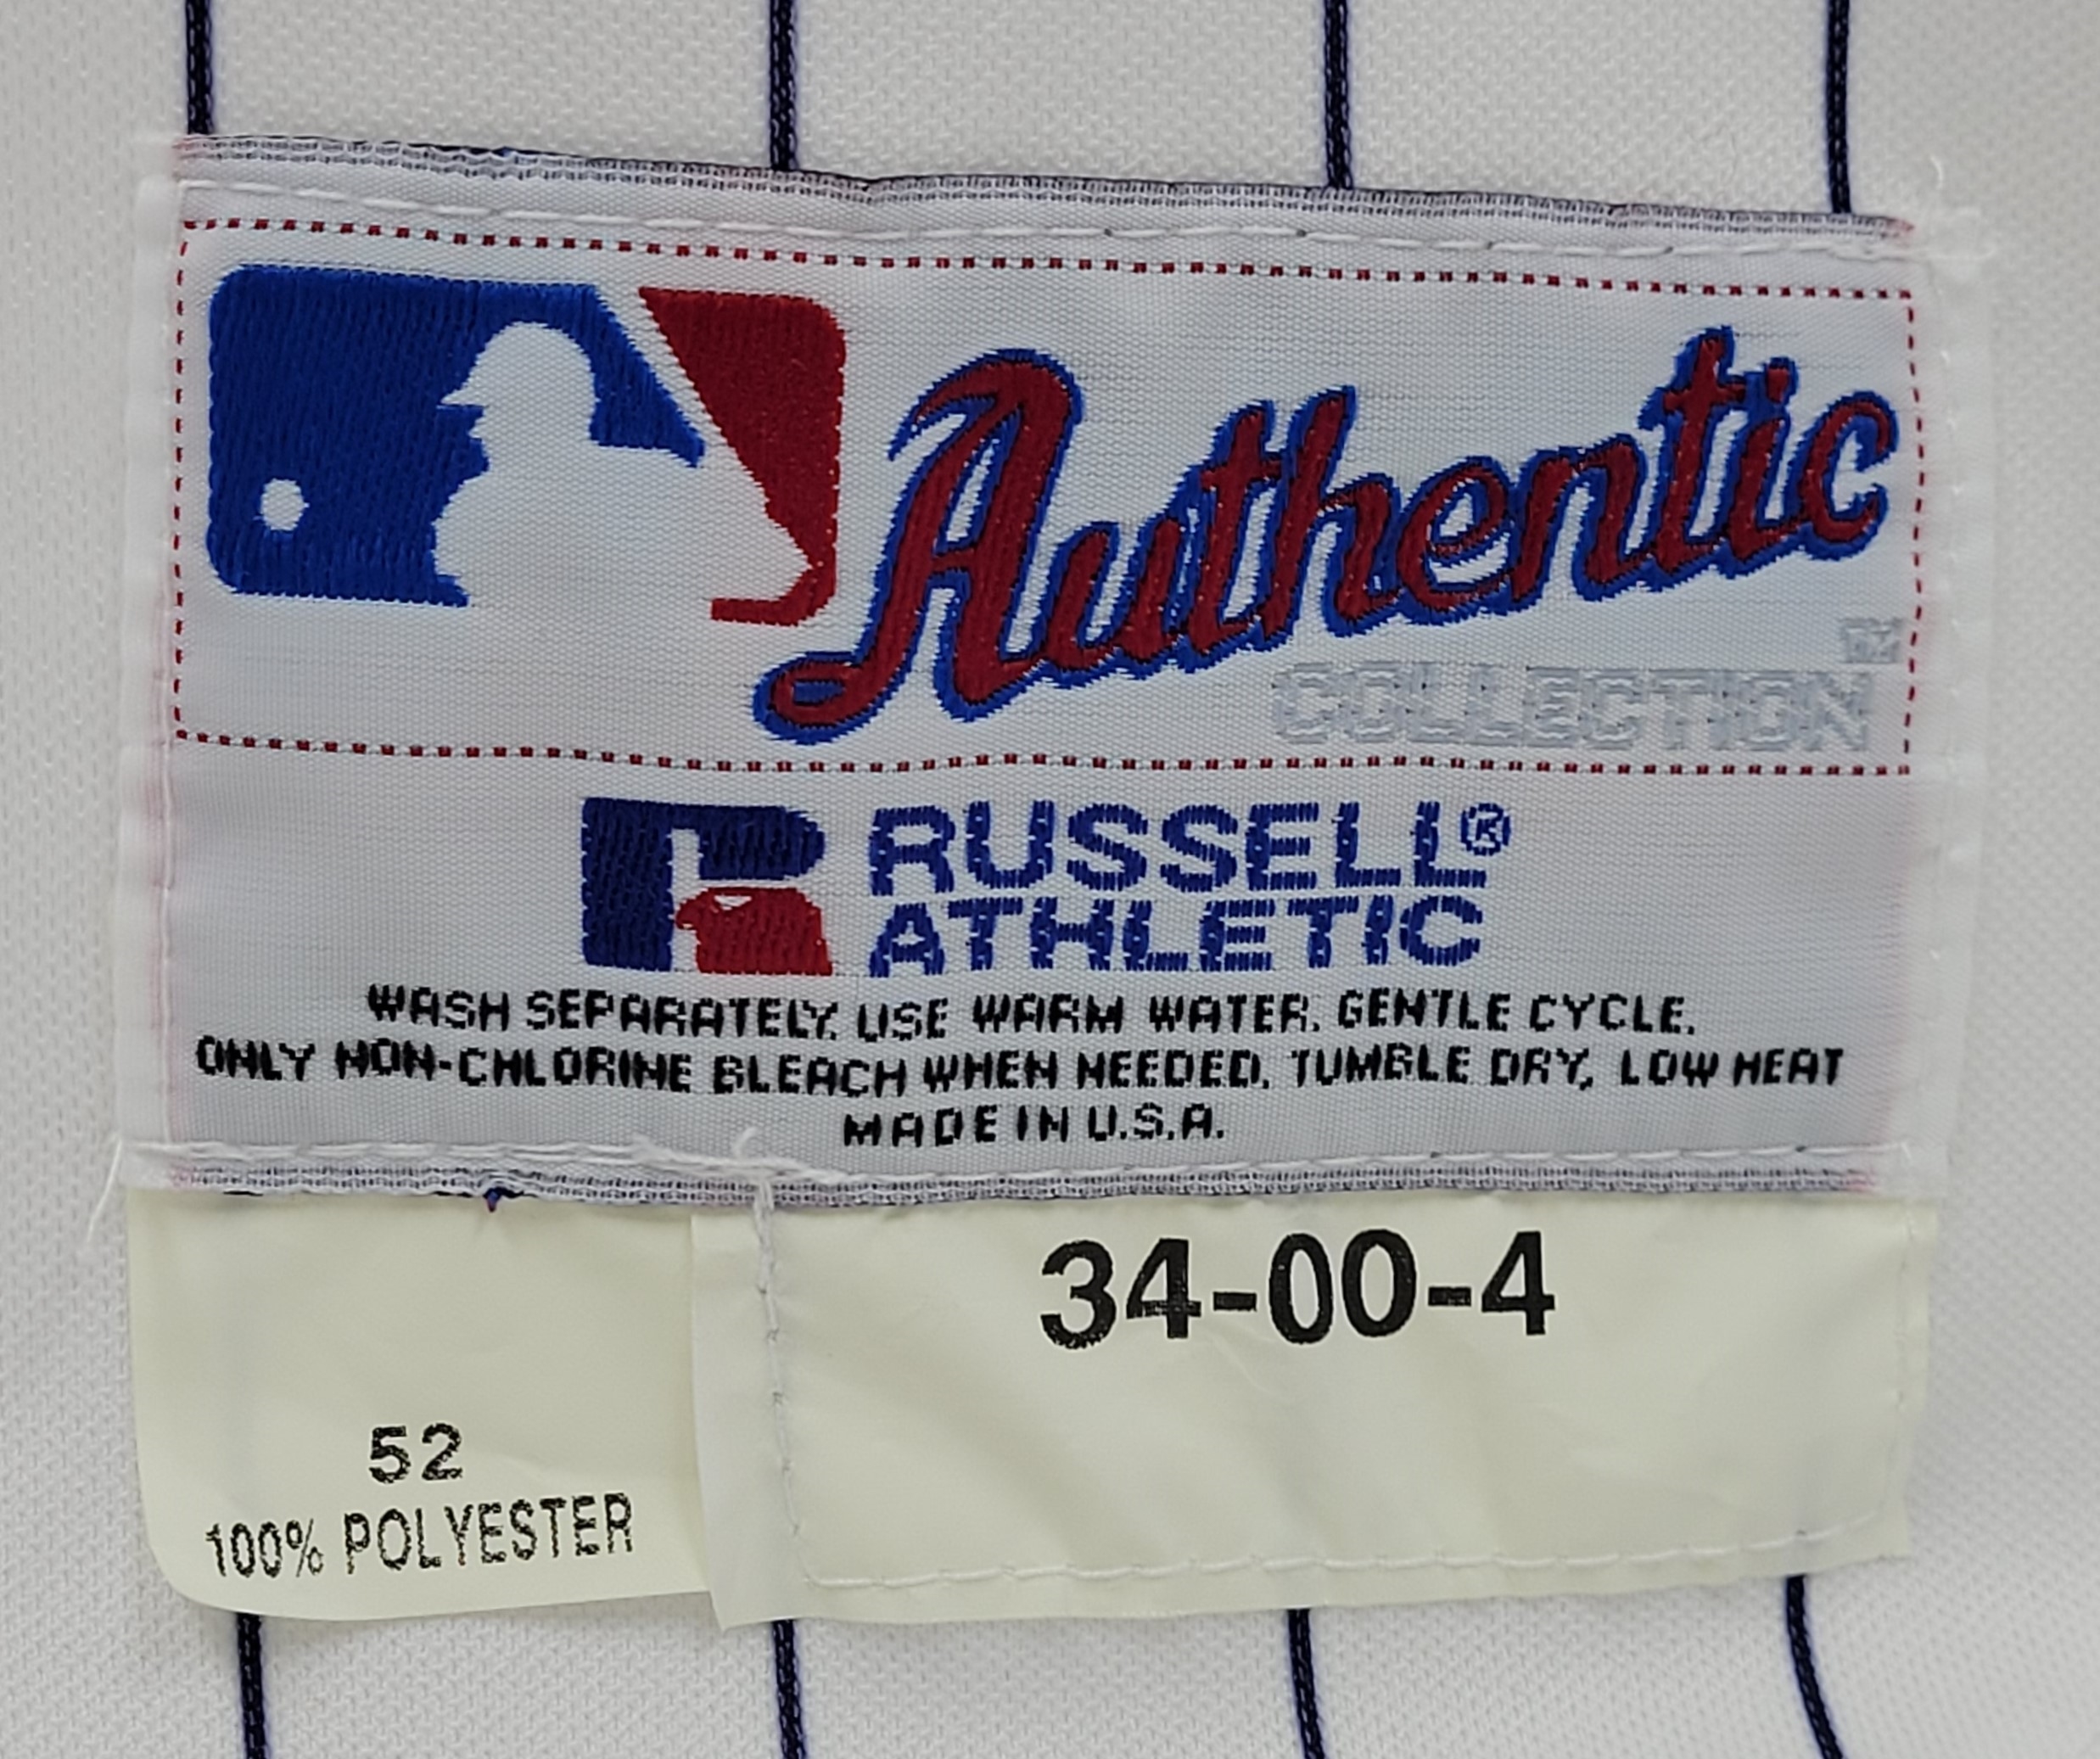 Authentic
COLLECTION™
RUSSELL®
ATHLETIC
WASH SEPARATELY. USE WARM WATER. GENTLE CYCLE.
ONLY NON-CHLORINE BLEACH WHEN NEEDED. TUMBLE DRY, LOW HEAT
MADE IN U.S.A.
34-00-4
52
100% POLYESTER